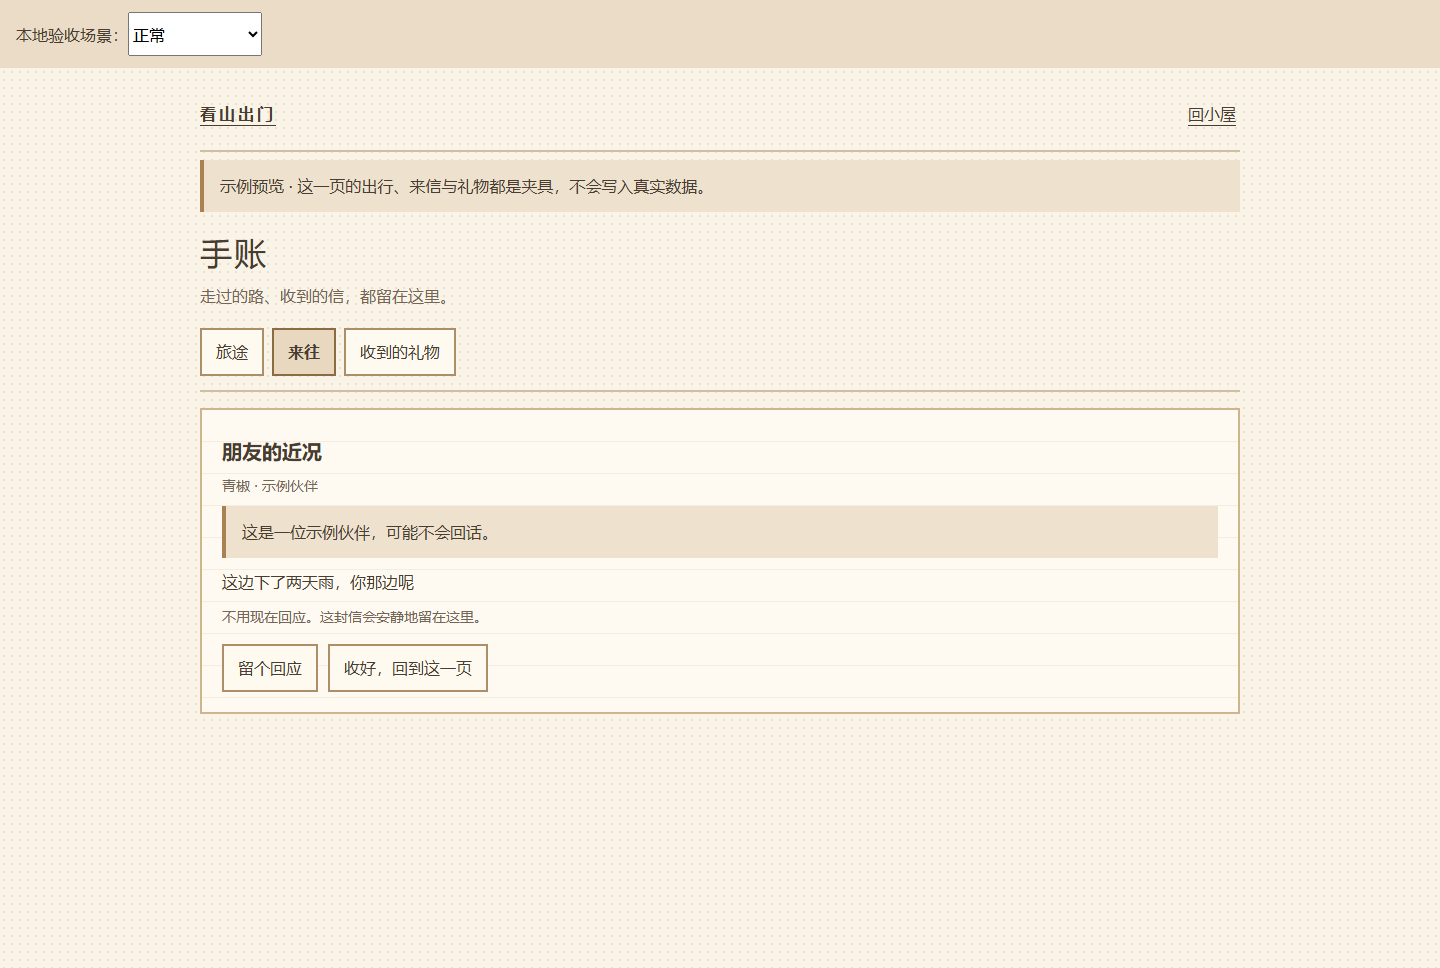 本地验收场景： 正常
看山出门 回小屋
示例预览 · 这一页的出行、来信与礼物都是夹具，不会写入真实数据。
手账
走过的路、收到的信，都留在这里。
旅途 来往 收到的礼物
朋友的近况
青椒 · 示例伙伴
这是一位示例伙伴，可能不会回话。
这边下了两天雨，你那边呢
不用现在回应。这封信会安静地留在这里。
留个回应 收好，回到这一页